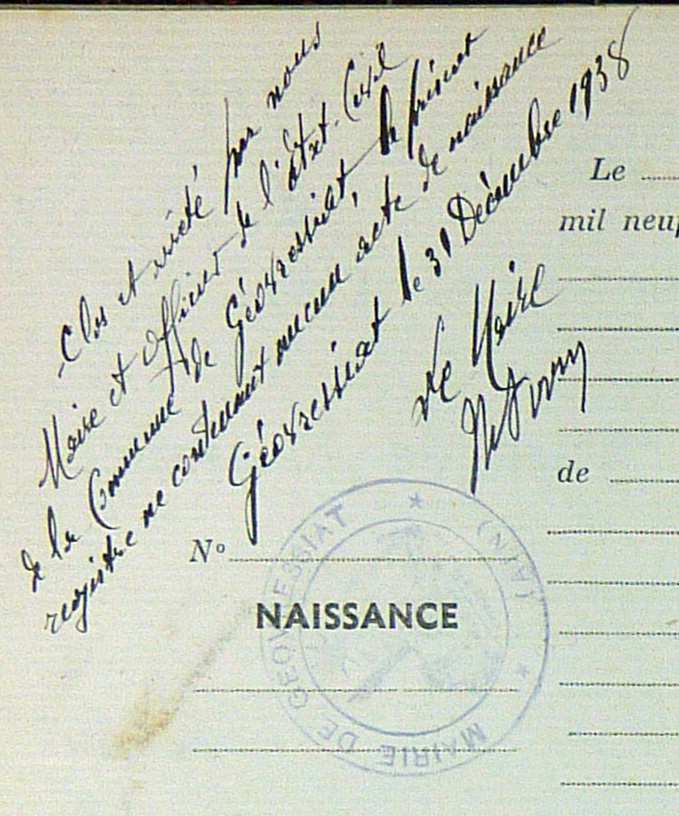 Clos et arrêté par nous
Maire et Officier de l'état-Civil
de la Commune de Géovressiat, le présent
registre ne contenant aucun acte de naissance
Géovressiat le 31 Décembre 1938
Le Maire
Le
mil neuf
de
N°
NAISSANCE
MAIRIE DE GEOVRESSIAT ★ (AIN) ★